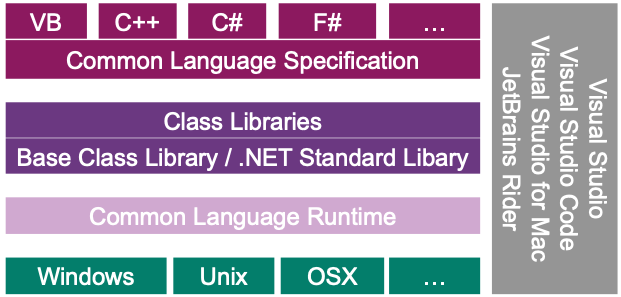 VB C++ C# F# ...
Common Language Specification
Class Libraries
Base Class Library / .NET Standard Libary
Common Language Runtime
Windows Unix OSX ...
Visual Studio
Visual Studio Code
Visual Studio for Mac
JetBrains Rider